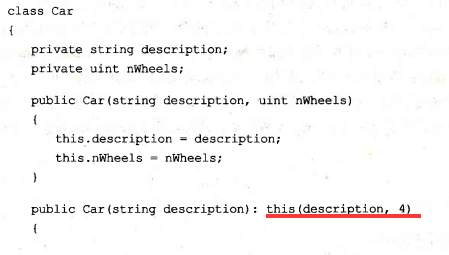 class Car
{
private string description;
private uint nWheels;
public Car(string description, uint nWheels)
{
this.description = description;
this.nWheels = nWheels;
}
public Car(string description): this(description, 4)
{